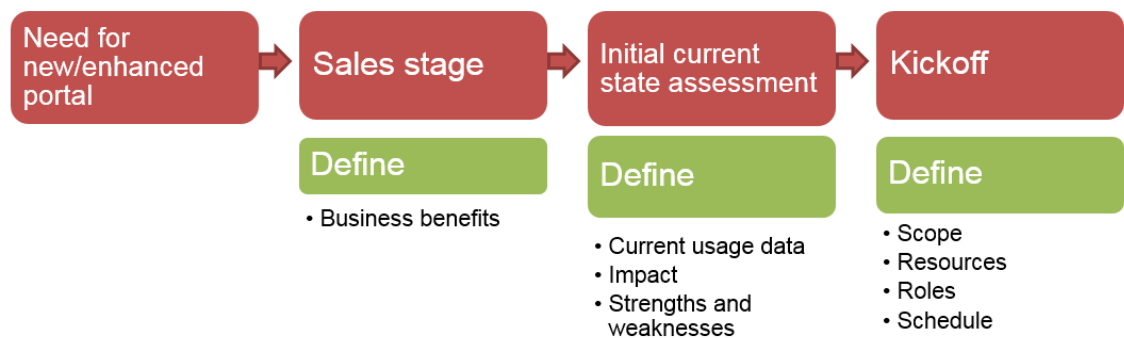 Need for
new/enhanced
portal
Sales stage
Initial current
state assessment
Kickoff
Define
• Business benefits
Define
• Current usage data
• Impact
• Strengths and
weaknesses
Define
• Scope
• Resources
• Roles
• Schedule